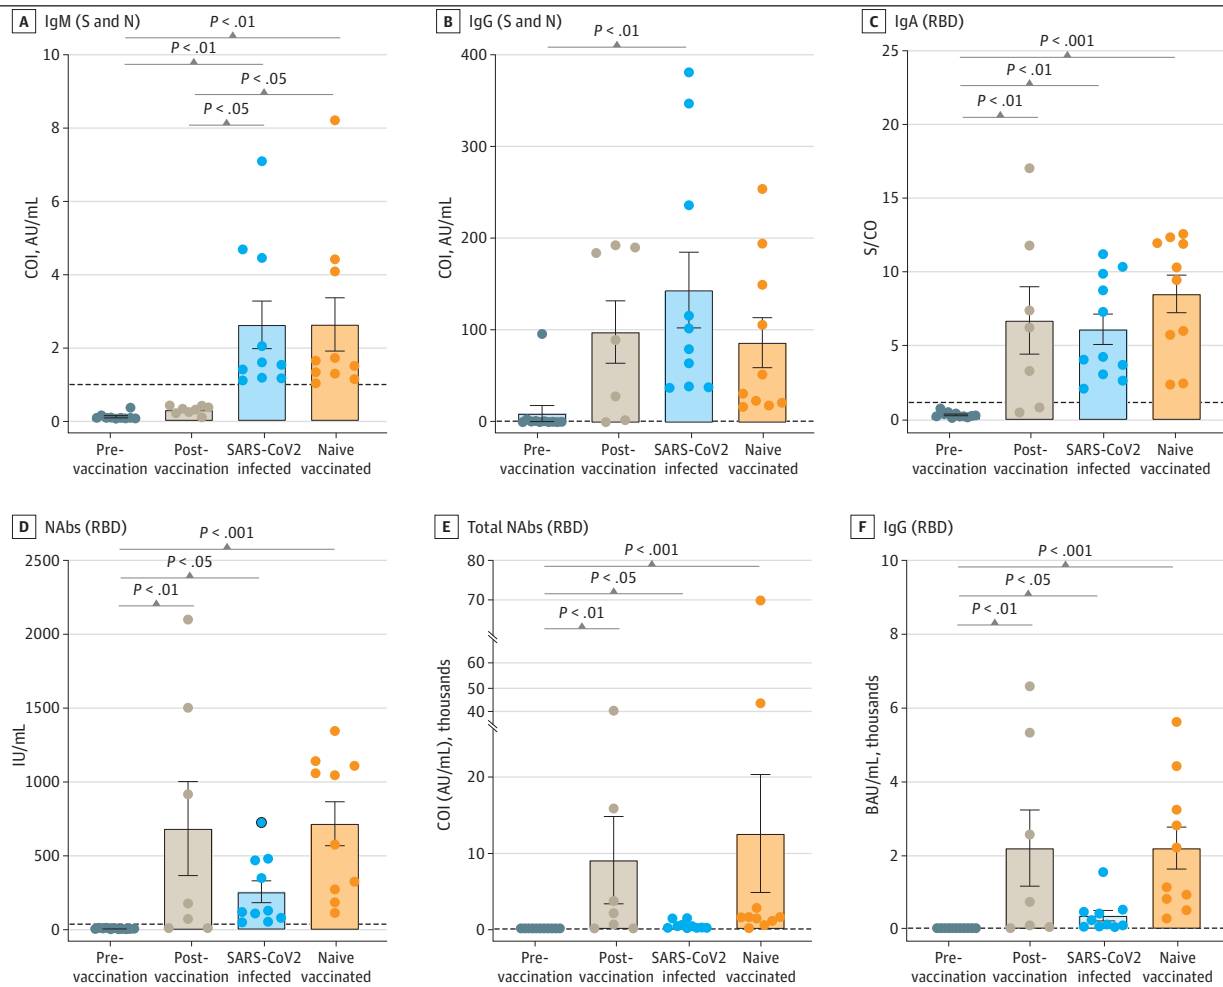 A IgM (S and N)
P < .01
P < .01
P < .05
P < .05
COI, AU/mL
10
8
6
4
2
0
Pre-
vaccination
Post-
vaccination
SARS-CoV2
infected
Naive
vaccinated
B IgG (S and N)
P < .01
COI, AU/mL
400
300
200
100
0
Pre-
vaccination
Post-
vaccination
SARS-CoV2
infected
Naive
vaccinated
C IgA (RBD)
P < .001
P < .01
P < .01
S/CO
25
20
15
10
5
0
Pre-
vaccination
Post-
vaccination
SARS-CoV2
infected
Naive
vaccinated
D NAbs (RBD)
P < .001
P < .05
P < .01
IU/mL
2500
2000
1500
1000
500
0
Pre-
vaccination
Post-
vaccination
SARS-CoV2
infected
Naive
vaccinated
E Total NAbs (RBD)
P < .001
P < .05
P < .01
COI (AU/mL), thousands
80
70
60
50
40
20
10
0
Pre-
vaccination
Post-
vaccination
SARS-CoV2
infected
Naive
vaccinated
F IgG (RBD)
P < .001
P < .05
P < .01
BAU/mL, thousands
10
8
6
4
2
0
Pre-
vaccination
Post-
vaccination
SARS-CoV2
infected
Naive
vaccinated